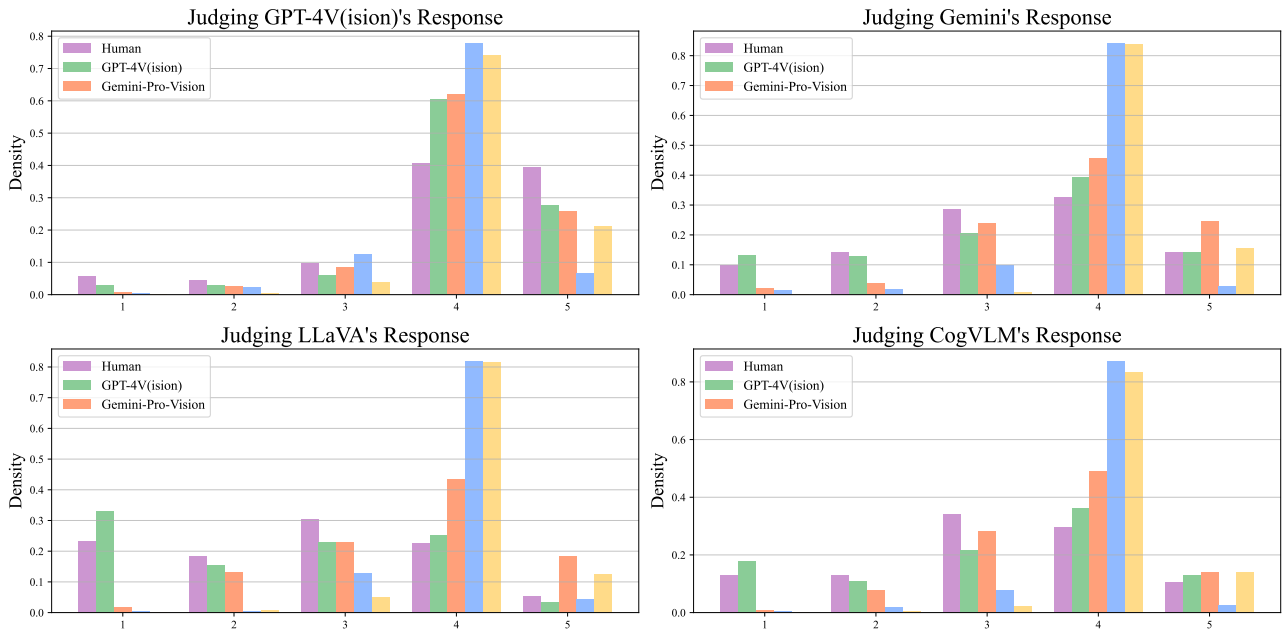 Judging GPT-4V(ision)'s Response
Density
0.8
0.7
0.6
0.5
0.4
0.3
0.2
0.1
0.0
Human
GPT-4V(ision)
Gemini-Pro-Vision
1 2 3 4 5
Judging Gemini's Response
Density
0.8
0.7
0.6
0.5
0.4
0.3
0.2
0.1
0.0
Human
GPT-4V(ision)
Gemini-Pro-Vision
1 2 3 4 5
Judging LLaVA's Response
Density
0.8
0.7
0.6
0.5
0.4
0.3
0.2
0.1
0.0
Human
GPT-4V(ision)
Gemini-Pro-Vision
1 2 3 4 5
Judging CogVLM's Response
Density
0.8
0.6
0.4
0.2
0.0
Human
GPT-4V(ision)
Gemini-Pro-Vision
1 2 3 4 5